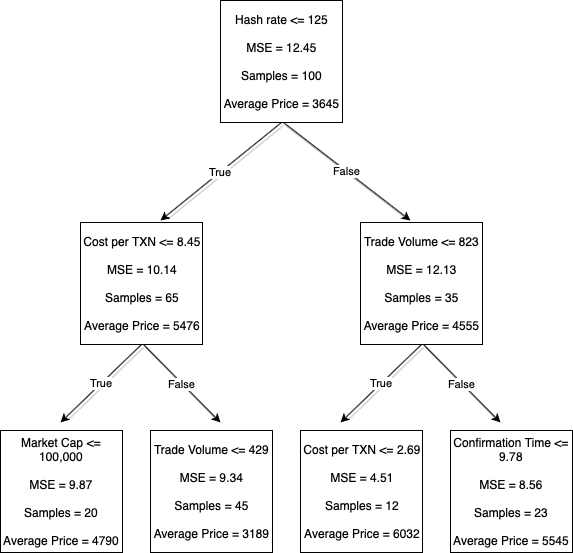 Hash rate <= 125
MSE = 12.45
Samples = 100
Average Price = 3645
True
False
Cost per TXN <= 8.45
MSE = 10.14
Samples = 65
Average Price = 5476
Trade Volume <= 823
MSE = 12.13
Samples = 35
Average Price = 4555
True
False
True
False
Market Cap <=
100,000
MSE = 9.87
Samples = 20
Average Price = 4790
Trade Volume <= 429
MSE = 9.34
Samples = 45
Average Price = 3189
Cost per TXN <= 2.69
MSE = 4.51
Samples = 12
Average Price = 6032
Confirmation Time <=
9.78
MSE = 8.56
Samples = 23
Average Price = 5545